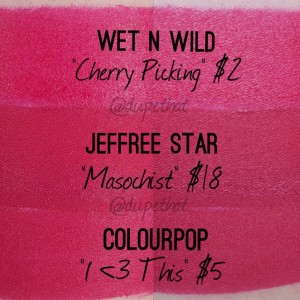 WET N WILD
"Cherry Picking" $2
@dupethat
JEFFREE STAR
"Masochist" $18
@dupethat
COLOURPOP
"I <3 This" $5